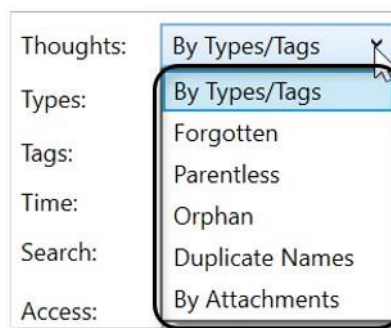 Thoughts: By Types/Tags
Types: By Types/Tags
Forgotten
Tags: Parentless
Time: Orphan
Search: Duplicate Names
Access: By Attachments